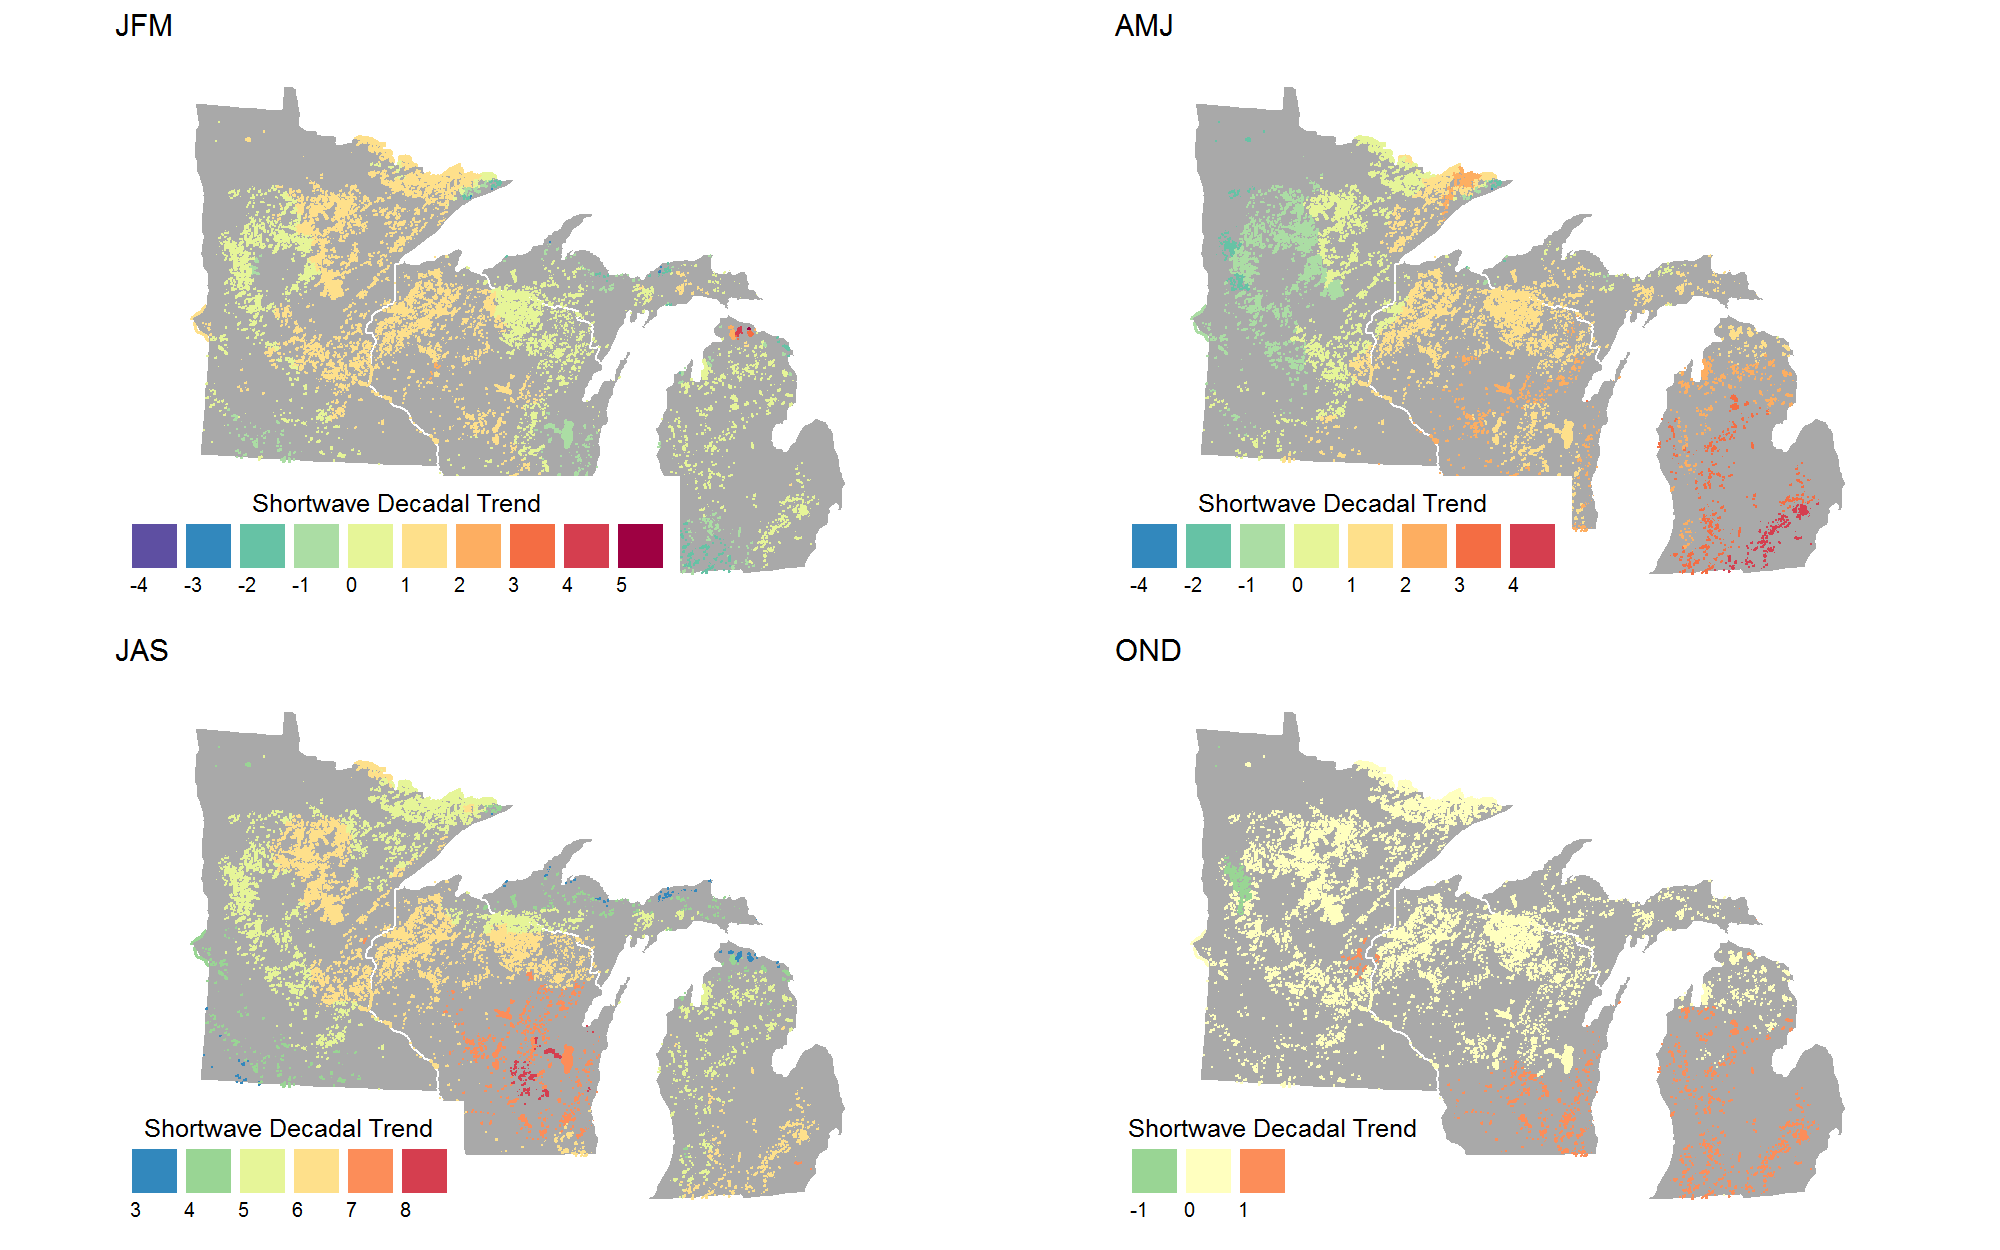 JFM
AMJ
Shortwave Decadal Trend
-4 -3 -2 -1 0 1 2 3 4 5
Shortwave Decadal Trend
-4 -2 -1 0 1 2 3 4
JAS
OND
Shortwave Decadal Trend
3 4 5 6 7 8
Shortwave Decadal Trend
-1 0 1